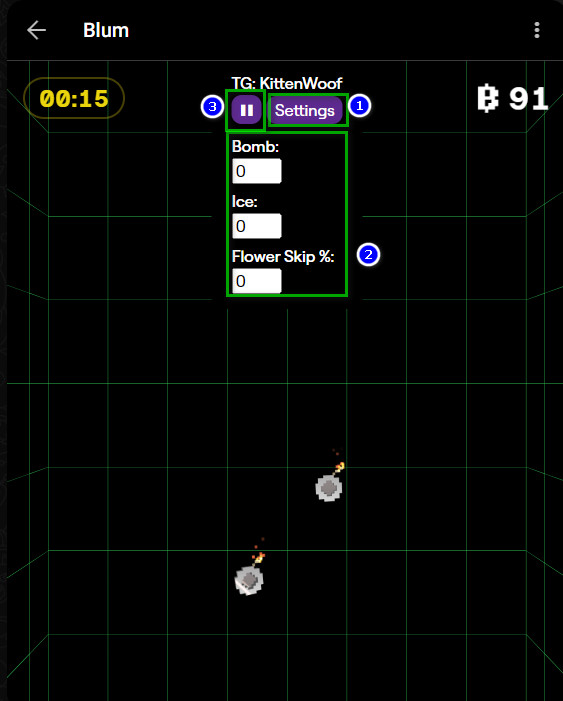 Blum
00:15
TG: KittenWoof
฿ 91
3
Settings
1
Bomb:
0
Ice:
0
Flower Skip %:
2
0